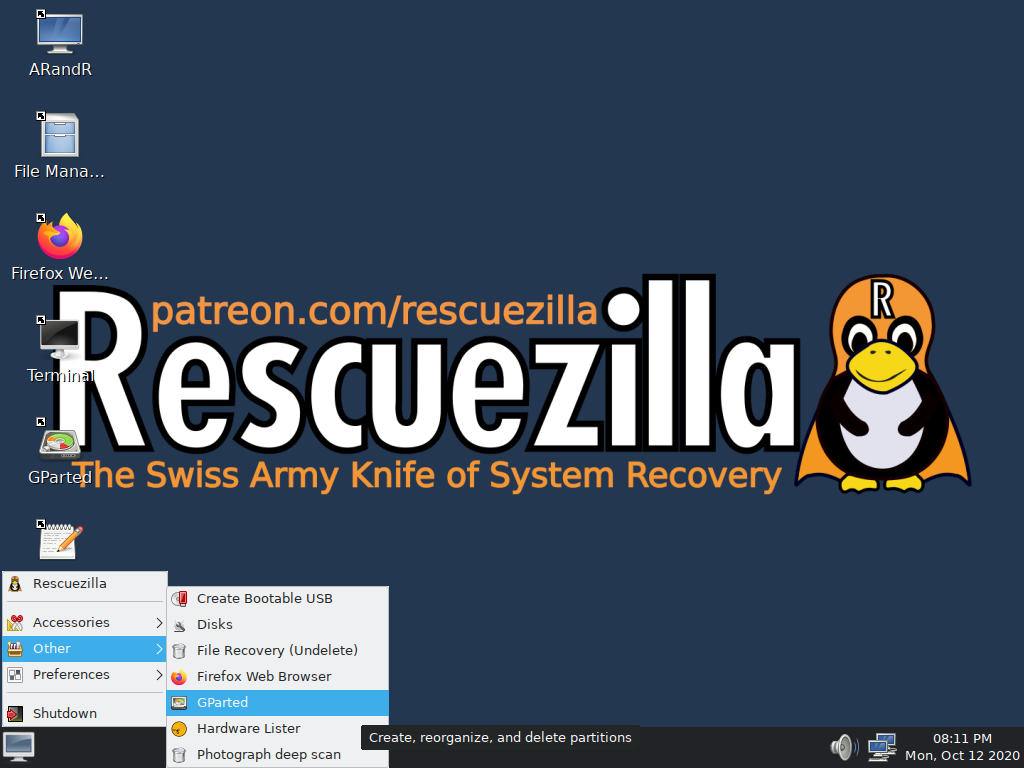 ARandR
File Mana...
Firefox We...
Terminal
GParted
patreon.com/rescuezilla
Rescuezilla
The Swiss Army Knife of System Recovery
R
Rescuezilla
Accessories
Other
Preferences
Shutdown
Create Bootable USB
Disks
File Recovery (Undelete)
Firefox Web Browser
GParted
Hardware Lister
Photograph deep scan
Create, reorganize, and delete partitions
08:11 PM
Mon, Oct 12 2020